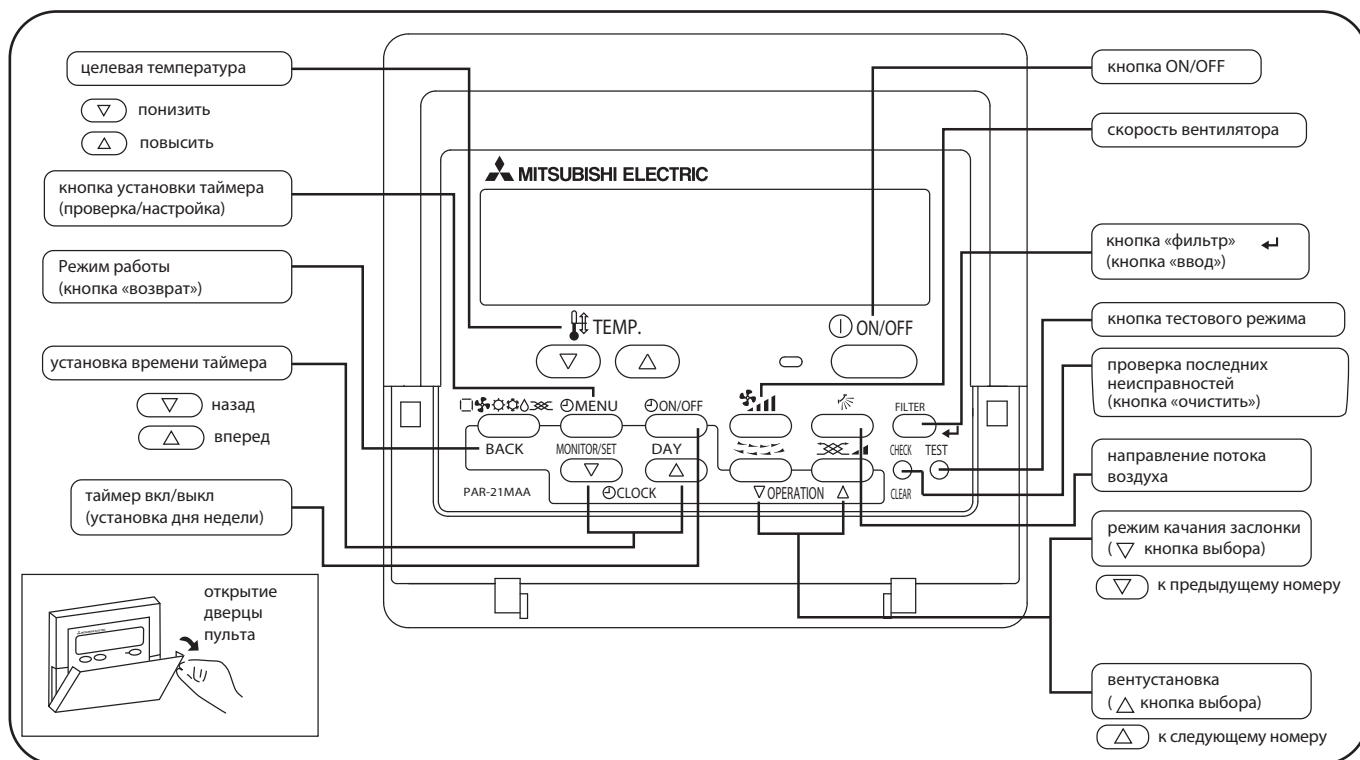 целевая температура
понизить
повысить
кнопка установки таймера
(проверка/настройка)
Режим работы
(кнопка «возврат»)
установка времени таймера
назад
вперед
таймер вкл/выкл
(установка дня недели)
открытие
дверцы
пульта
MITSUBISHI ELECTRIC
TEMP.
ON/OFF
MENU
ON/OFF
FILTER
BACK
MONITOR/SET
DAY
CHECK
TEST
PAR-21MAA
CLOCK
▽ OPERATION △
CLEAR
кнопка ON/OFF
скорость вентилятора
кнопка «фильтр» ↵
(кнопка «ввод»)
кнопка тестового режима
проверка последних
неисправностей
(кнопка «очистить»)
направление потока
воздуха
режим качания заслонки
( ▽ кнопка выбора)
к предыдущему номеру
вентустановка
( △ кнопка выбора)
к следующему номеру